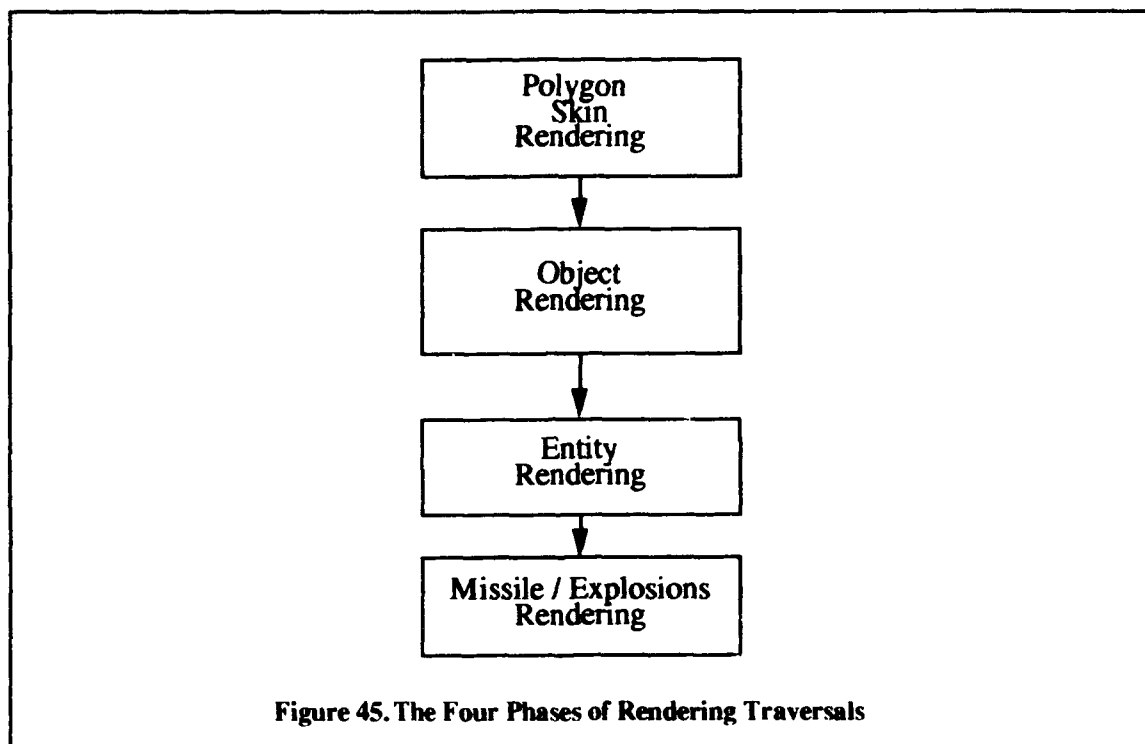 Polygon
Skin
Rendering
Object
Rendering
Entity
Rendering
Missile / Explosions
Rendering
Figure 45. The Four Phases of Rendering Traversals